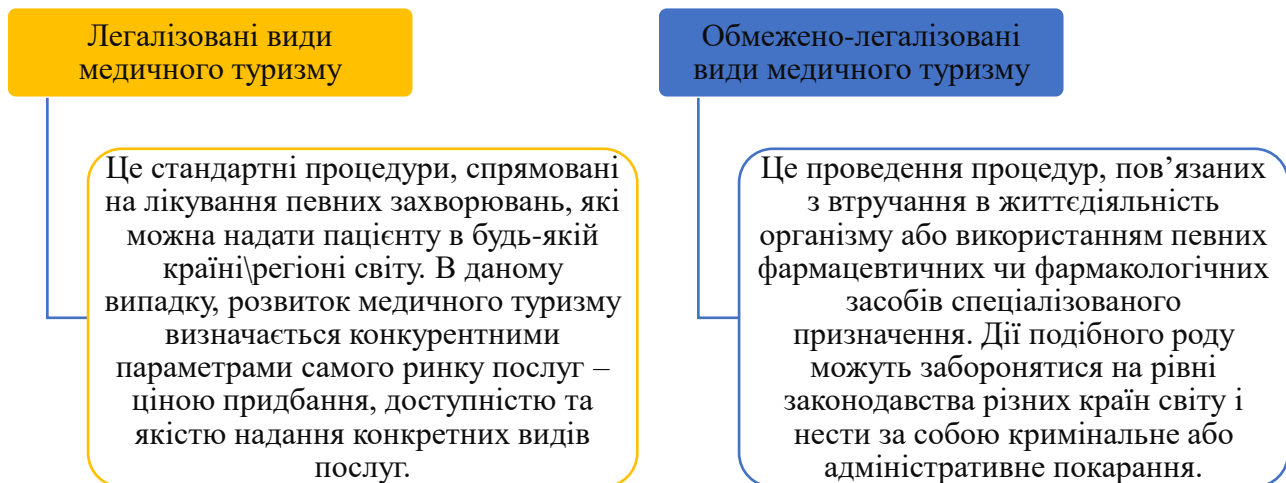 Легалізовані види
медичного туризму
Це стандартні процедури, спрямовані
на лікування певних захворювань, які
можна надати пацієнту в будь-якій
країні\регіоні світу. В даному
випадку, розвиток медичного туризму
визначається конкурентними
параметрами самого ринку послуг –
ціною придбання, доступністю та
якістю надання конкретних видів
послуг.
Обмежено-легалізовані
види медичного туризму
Це проведення процедур, пов’язаних
з втручання в життєдіяльність
організму або використанням певних
фармацевтичних чи фармакологічних
засобів спеціалізованого
призначення. Дії подібного роду
можуть заборонятися на рівні
законодавства різних країн світу і
нести за собою кримінальне або
адміністративне покарання.